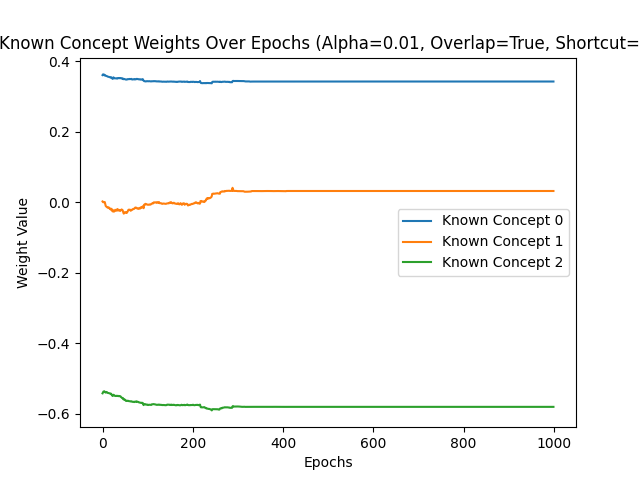 Known Concept Weights Over Epochs (Alpha=0.01, Overlap=True, Shortcut=
0.4
0.2
0.0
−0.2
−0.4
−0.6
Weight Value
Known Concept 0
Known Concept 1
Known Concept 2
0 200 400 600 800 1000
Epochs